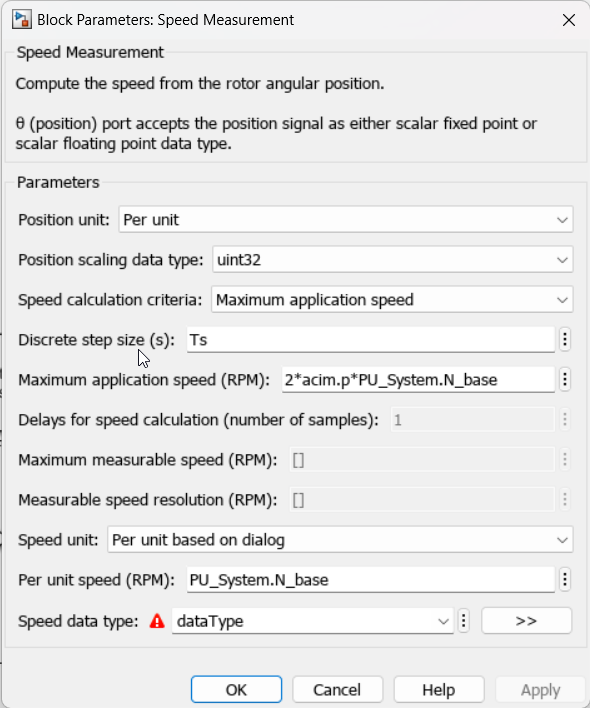 Block Parameters: Speed Measurement
Speed Measurement
Compute the speed from the rotor angular position.
θ (position) port accepts the position signal as either scalar fixed point or
scalar floating point data type.
Parameters
Position unit: Per unit
Position scaling data type: uint32
Speed calculation criteria: Maximum application speed
Discrete step size (s): Ts
Maximum application speed (RPM): 2*acim.p*PU_System.N_base
Delays for speed calculation (number of samples): 1
Maximum measurable speed (RPM): []
Measurable speed resolution (RPM): []
Speed unit: Per unit based on dialog
Per unit speed (RPM): PU_System.N_base
Speed data type: dataType >>
OK Cancel Help Apply